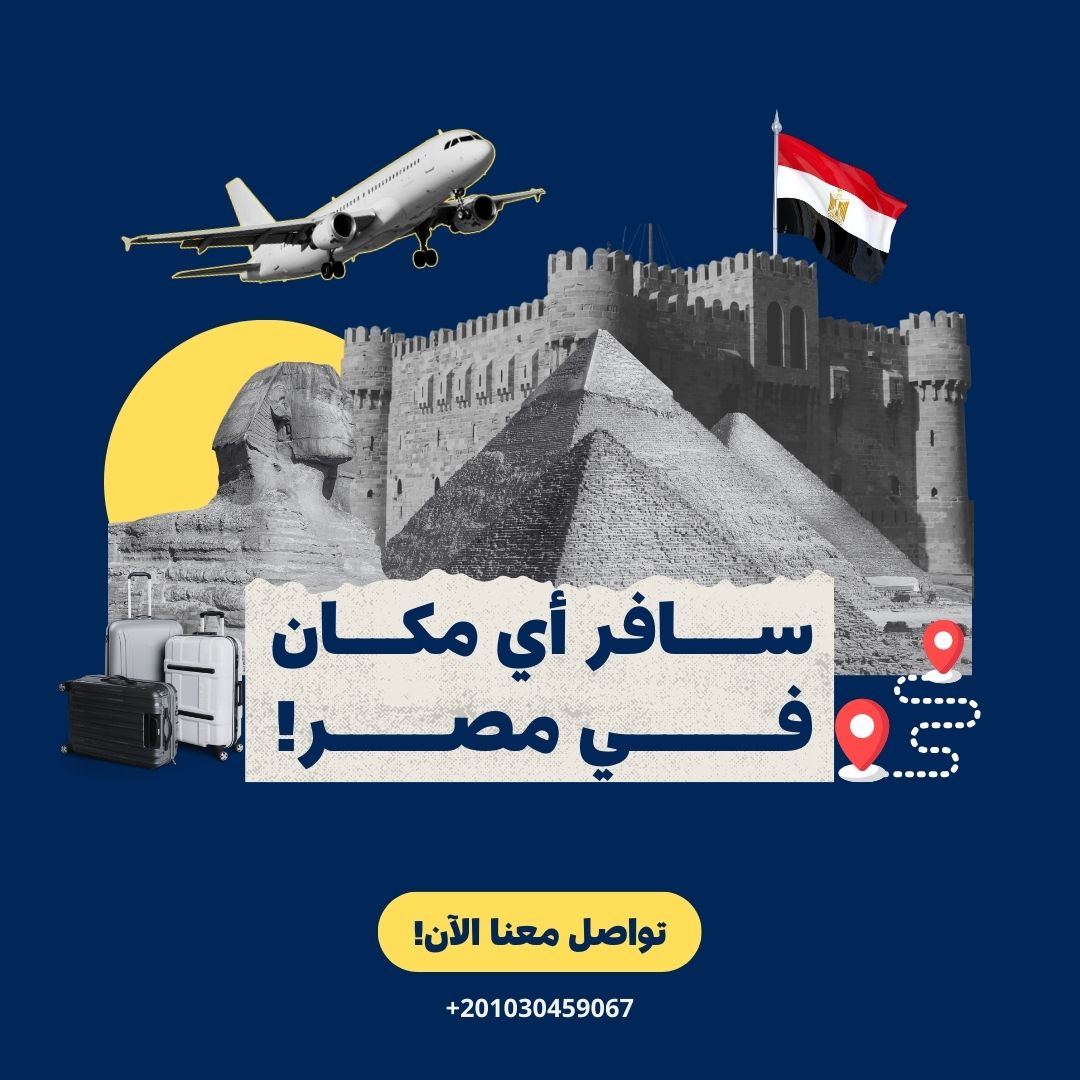 سافر أي مكان
في مصر!
تواصل معنا الآن!
+201030459067